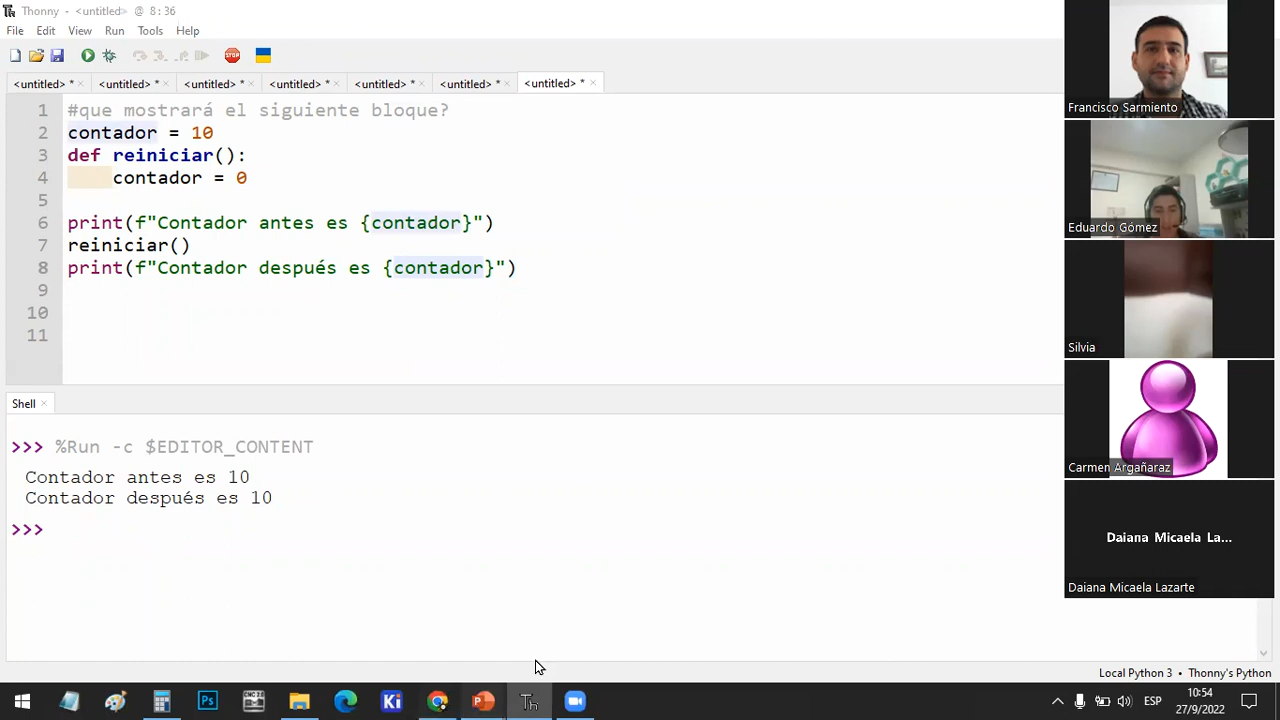 Thonny - <untitled> @ 8:36
File Edit View Run Tools Help
STOP
<untitled> * <untitled> * <untitled> * <untitled> * <untitled> * <untitled> * <untitled> *
1 #que mostrará el siguiente bloque?
2 contador = 10
3 def reiniciar():
4 contador = 0
5
6 print(f"Contador antes es {contador}")
7 reiniciar()
8 print(f"Contador después es {contador}")
9
10
11
Shell
>>> %Run -c $EDITOR_CONTENT
Contador antes es 10
Contador después es 10
>>>
Francisco Sarmiento
Eduardo Gómez
Silvia
Carmen Argañaraz
Daiana Micaela La...
Daiana Micaela Lazarte
Local Python 3 • Thonny's Python
Ps
Ki
Th
ESP
10:54
27/9/2022